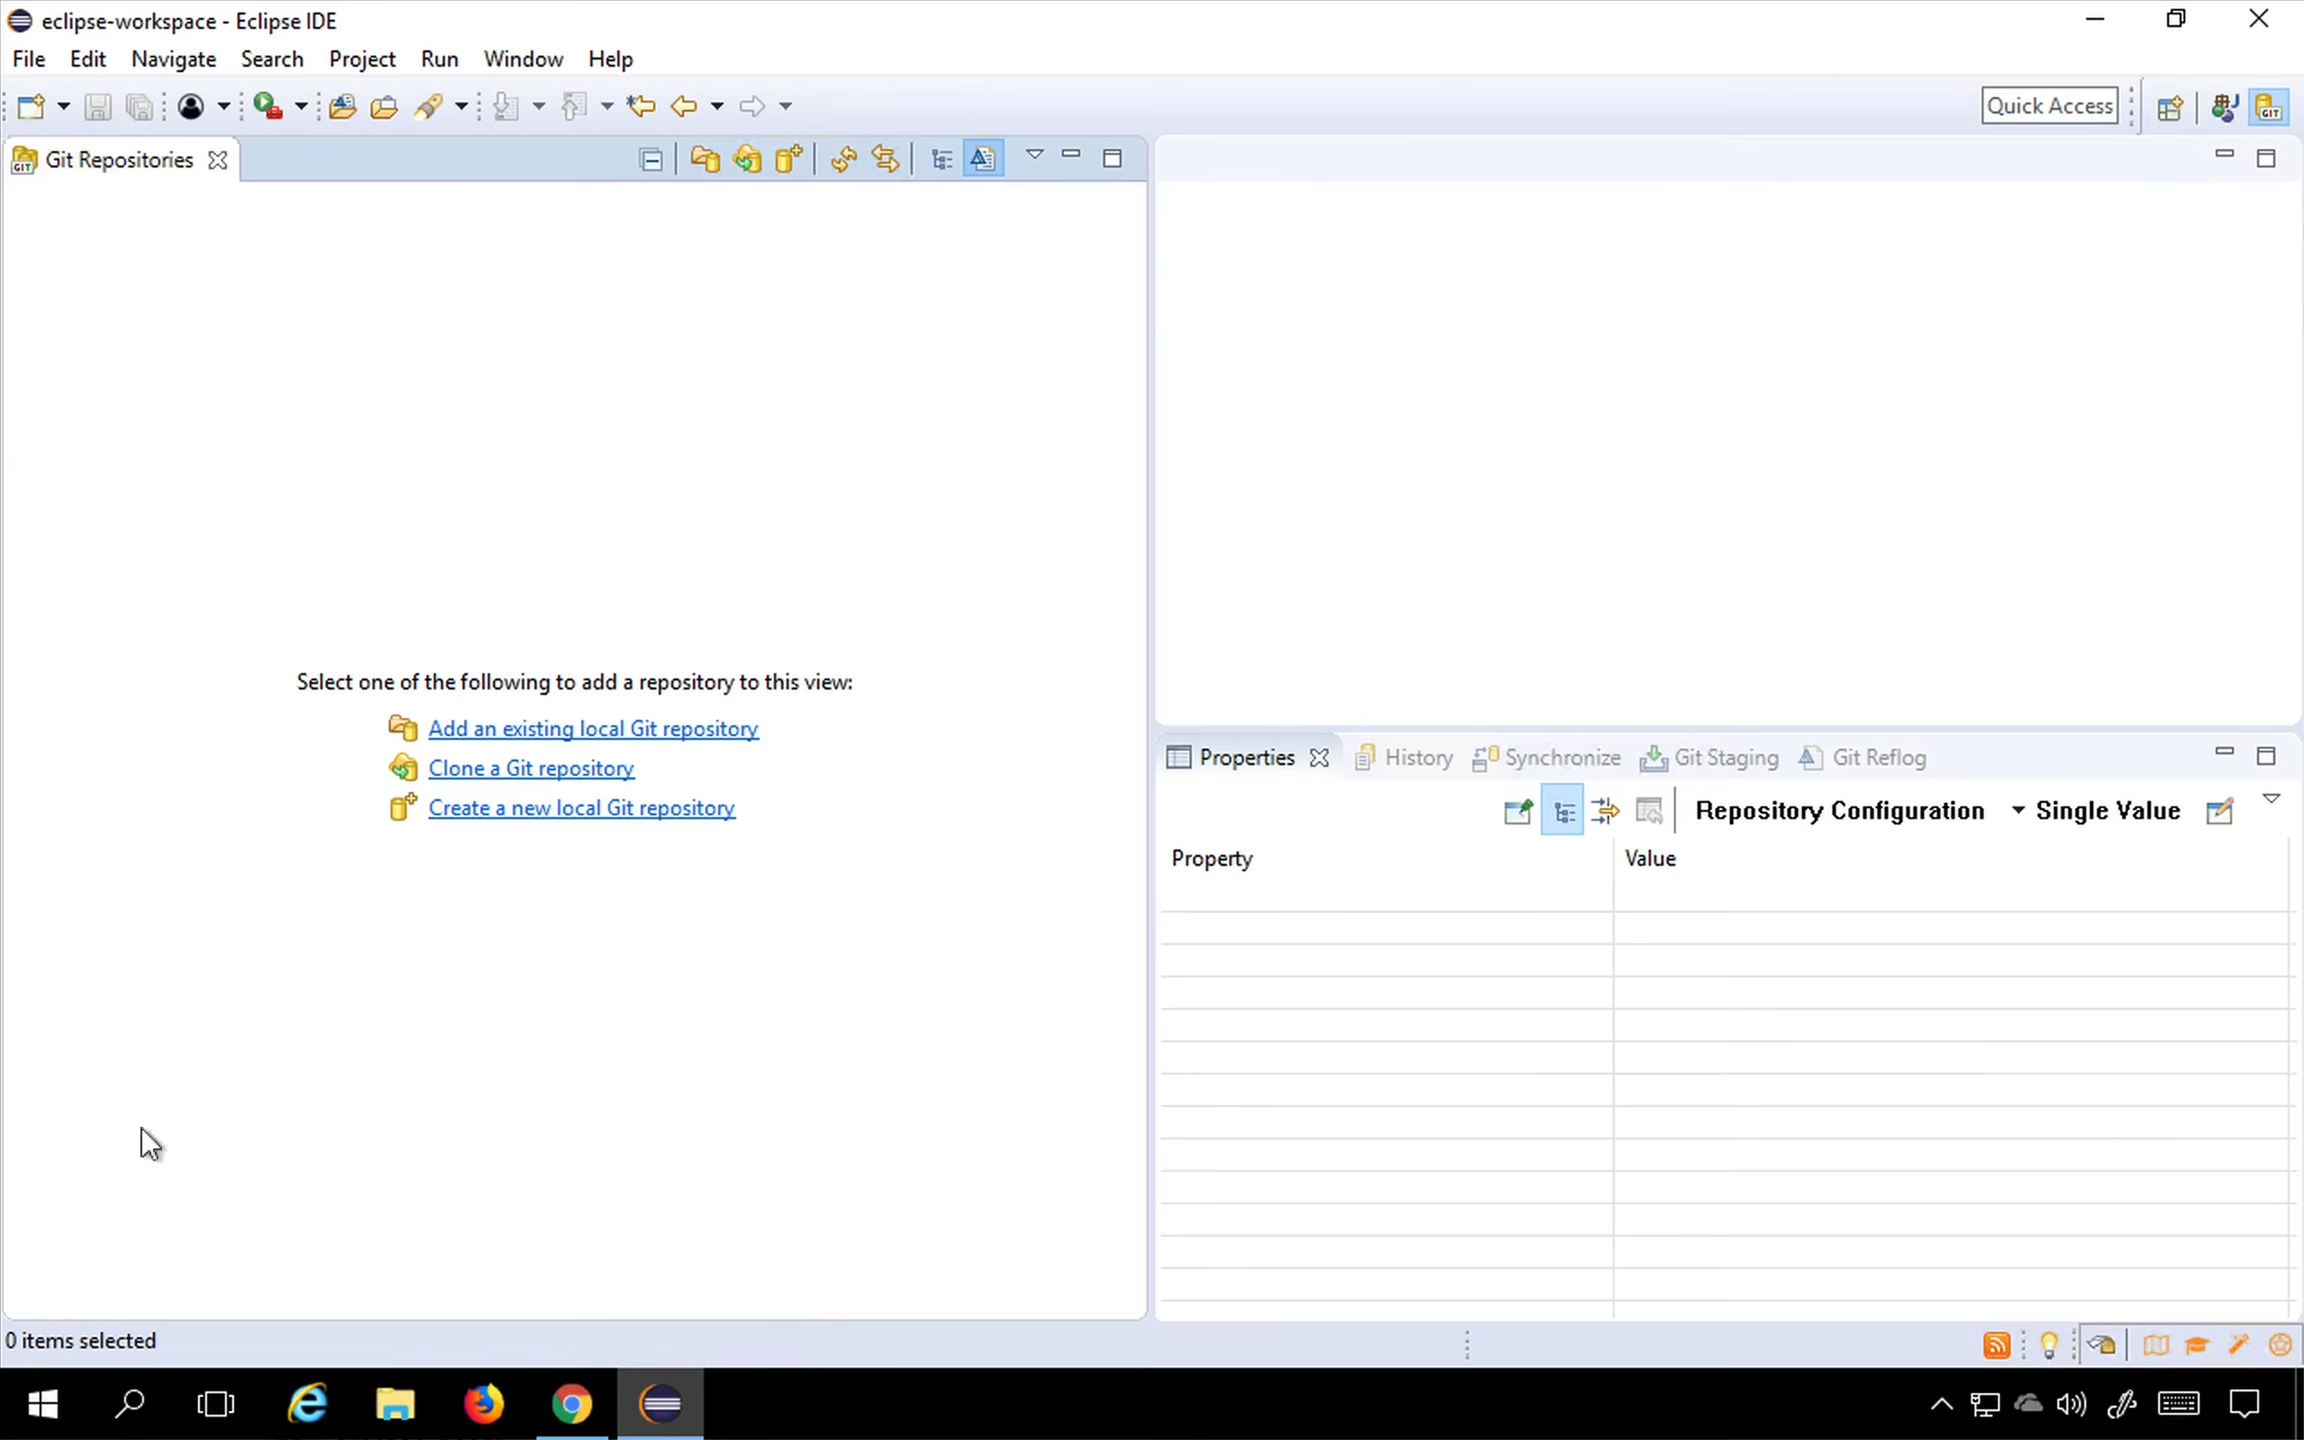 eclipse-workspace - Eclipse IDE
File Edit Navigate Search Project Run Window Help
Quick Access
GIT
GIT Git Repositories
Select one of the following to add a repository to this view:
Add an existing local Git repository
Clone a Git repository
Create a new local Git repository
Properties History Synchronize Git Staging Git Reflog
Repository Configuration Single Value
Property Value
0 items selected